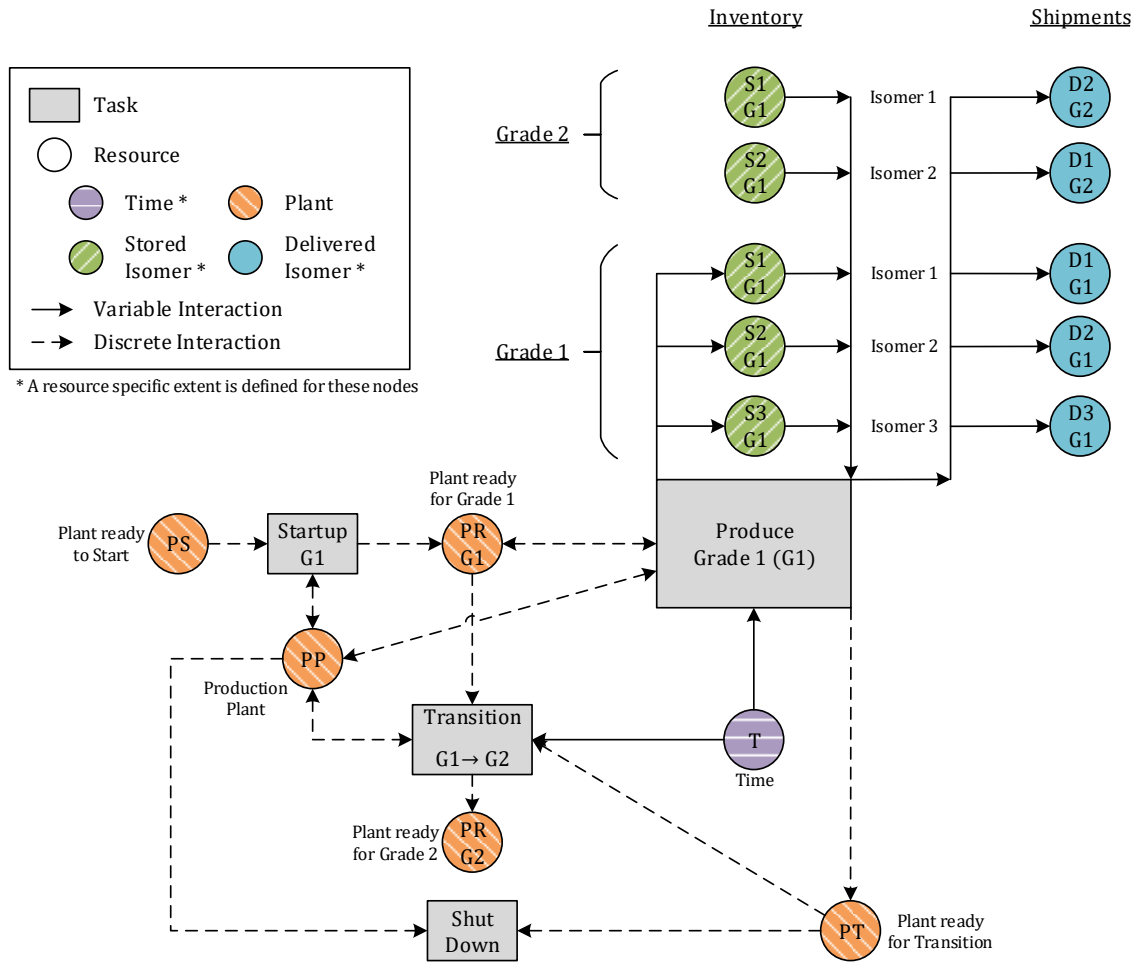 Inventory
Shipments
Task
Resource
Time *
Plant
Stored
Isomer *
Delivered
Isomer *
Variable Interaction
Discrete Interaction
* A resource specific extent is defined for these nodes
Grade 2
S1
G1
Isomer 1
D2
G2
S2
G1
Isomer 2
D1
G2
Grade 1
S1
G1
Isomer 1
D1
G1
S2
G1
Isomer 2
D2
G1
S3
G1
Isomer 3
D3
G1
Plant ready
to Start
PS
Startup
G1
Plant ready
for Grade 1
PR
G1
Produce
Grade 1 (G1)
PP
Production
Plant
Transition
G1→ G2
T
Time
Plant ready
for Grade 2
PR
G2
Shut
Down
PT
Plant ready
for Transition